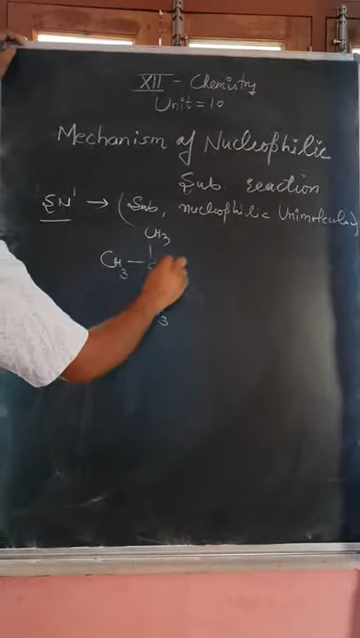 XII - Chemistry
Unit = 10
Mechanism of Nucleophilic
Sub. reaction
SN¹ → (Sub, nucleophilic Unimolecular)
CH₃
CH₃ — C
3